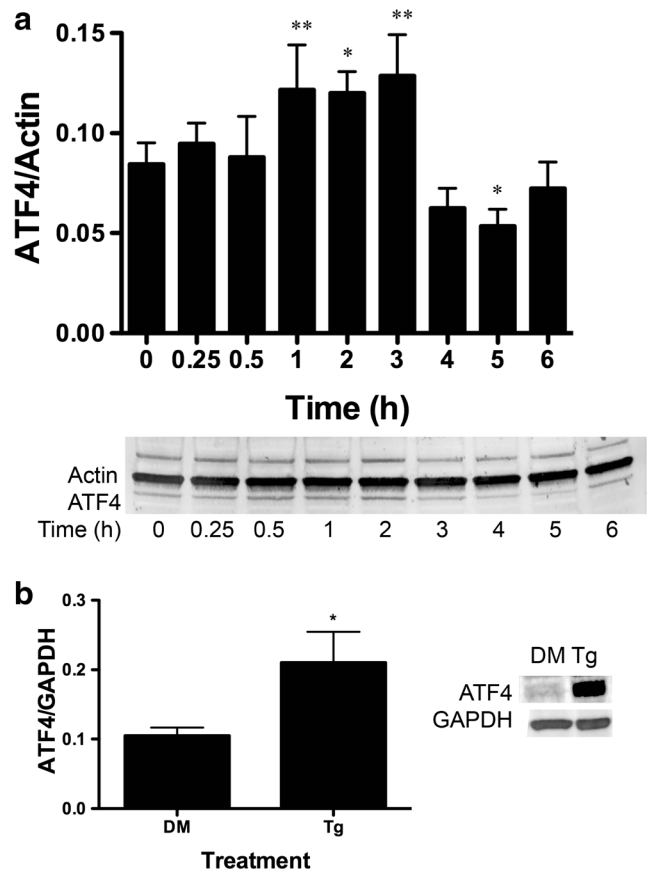 a
ATF4/Actin
0.15
0.10
0.05
0.00
** * ** *
0 0.25 0.5 1 2 3 4 5 6
Time (h)
Actin
ATF4
Time (h) 0 0.25 0.5 1 2 3 4 5 6
b
ATF4/GAPDH
0.3
0.2
0.1
0.0
*
DM Tg
Treatment
DM Tg
ATF4
GAPDH